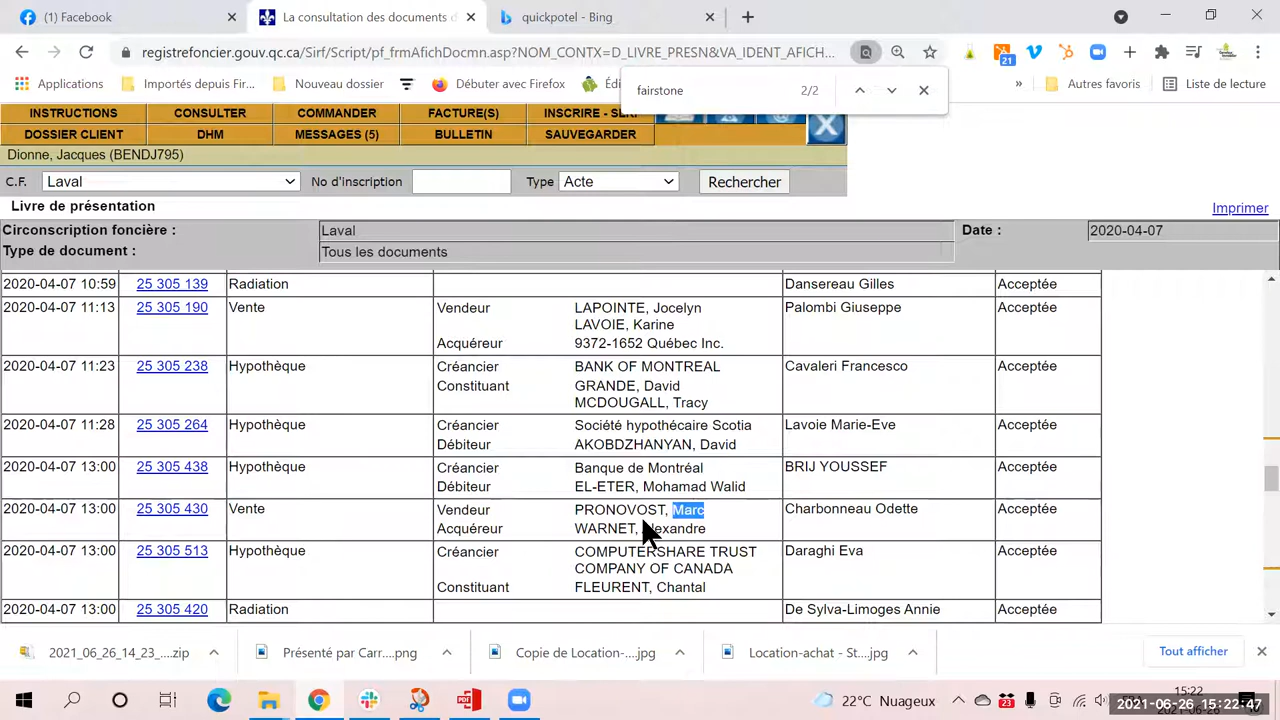 Facebook
La consultation des documents d
quickpotel - Bing
registrefoncier.gouv.qc.ca/Sirf/Script/pf_frmAfichDocmn.asp?NOM_CONTX=D_LIVRE_PRESN&VA_IDENT_AFICH...
21
Applications
Importés depuis Fir...
Nouveau dossier
Débuter avec Firefox
Édi
»
Autres favoris
Liste de lecture
fairstone
2/2
INSTRUCTIONS
CONSULTER
COMMANDER
FACTURE(S)
INSCRIRE - SER
DOSSIER CLIENT
DHM
MESSAGES (5)
BULLETIN
SAUVEGARDER
Dionne, Jacques (BENDJ795)
C.F. Laval No d'inscription Type Acte Rechercher
Livre de présentation
Imprimer
Circonscription foncière : Laval Date : 2020-04-07
Type de document : Tous les documents
2020-04-07 10:59 25 305 139 Radiation Dansereau Gilles Acceptée
2020-04-07 11:13 25 305 190 Vente Vendeur LAPOINTE, Jocelyn Palombi Giuseppe Acceptée
LAVOIE, Karine
Acquéreur 9372-1652 Québec Inc.
2020-04-07 11:23 25 305 238 Hypothèque Créancier BANK OF MONTREAL Cavaleri Francesco Acceptée
Constituant GRANDE, David
MCDOUGALL, Tracy
2020-04-07 11:28 25 305 264 Hypothèque Créancier Société hypothécaire Scotia Lavoie Marie-Eve Acceptée
Débiteur AKOBDZHANYAN, David
2020-04-07 13:00 25 305 438 Hypothèque Créancier Banque de Montréal BRIJ YOUSSEF Acceptée
Débiteur EL-ETER, Mohamad Walid
2020-04-07 13:00 25 305 430 Vente Vendeur PRONOVOST, Marc Charbonneau Odette Acceptée
Acquéreur WARNET, Alexandre
2020-04-07 13:00 25 305 513 Hypothèque Créancier COMPUTERSHARE TRUST Daraghi Eva Acceptée
COMPANY OF CANADA
Constituant FLEURENT, Chantal
2020-04-07 13:00 25 305 420 Radiation De Sylva-Limoges Annie Acceptée
2021_06_26_14_23_....zip
Présenté par Carr....png
Copie de Location-....jpg
Location-achat - St....jpg
Tout afficher
22°C Nuageux
23
15:22
2021-06-26 15:22:47